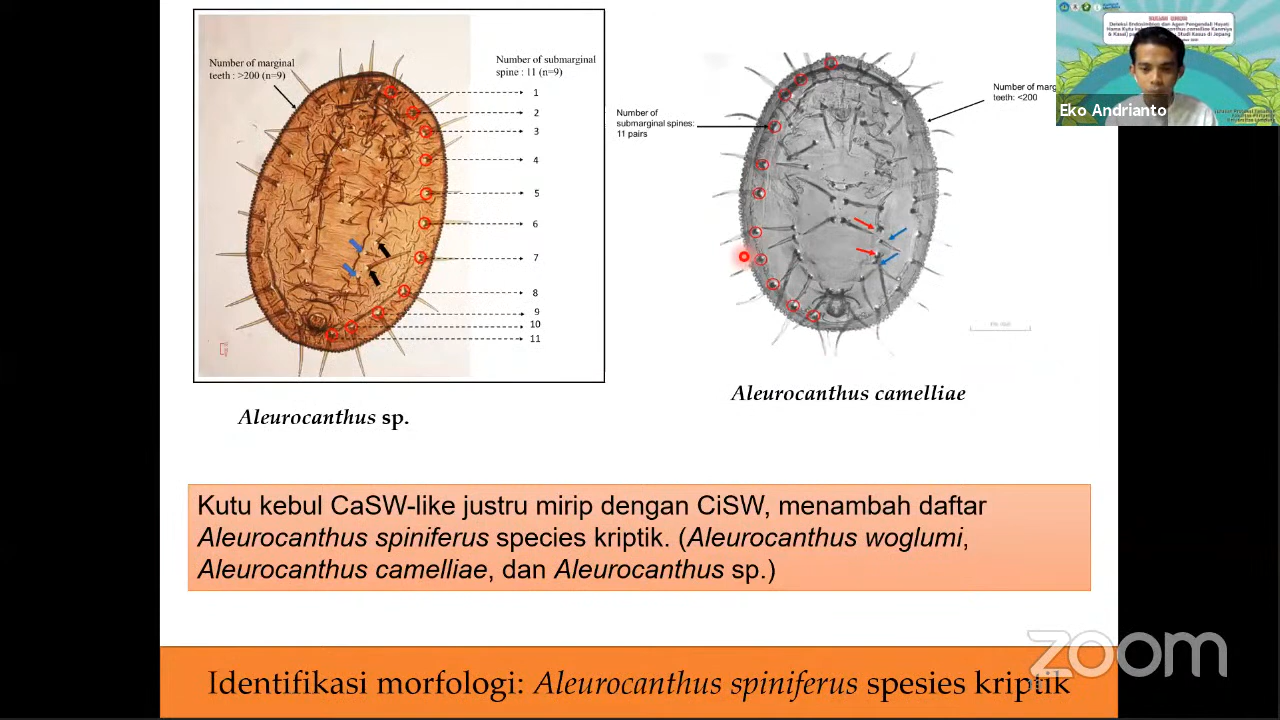 Number of marginal
teeth : >200 (n=9)
Number of submarginal
spine : 11 (n=9)
1
2
3
4
5
6
7
8
9
10
11
Aleurocanthus sp.
Number of
submarginal spines:
11 pairs
Number of marg
teeth: <200
Aleurocanthus camelliae
Eko Andrianto
Kutu kebul CaSW-like justru mirip dengan CiSW, menambah daftar
Aleurocanthus spiniferus species kriptik. (Aleurocanthus woglumi,
Aleurocanthus camelliae, dan Aleurocanthus sp.)
Identifikasi morfologi: Aleurocanthus spiniferus spesies kriptik
zoom